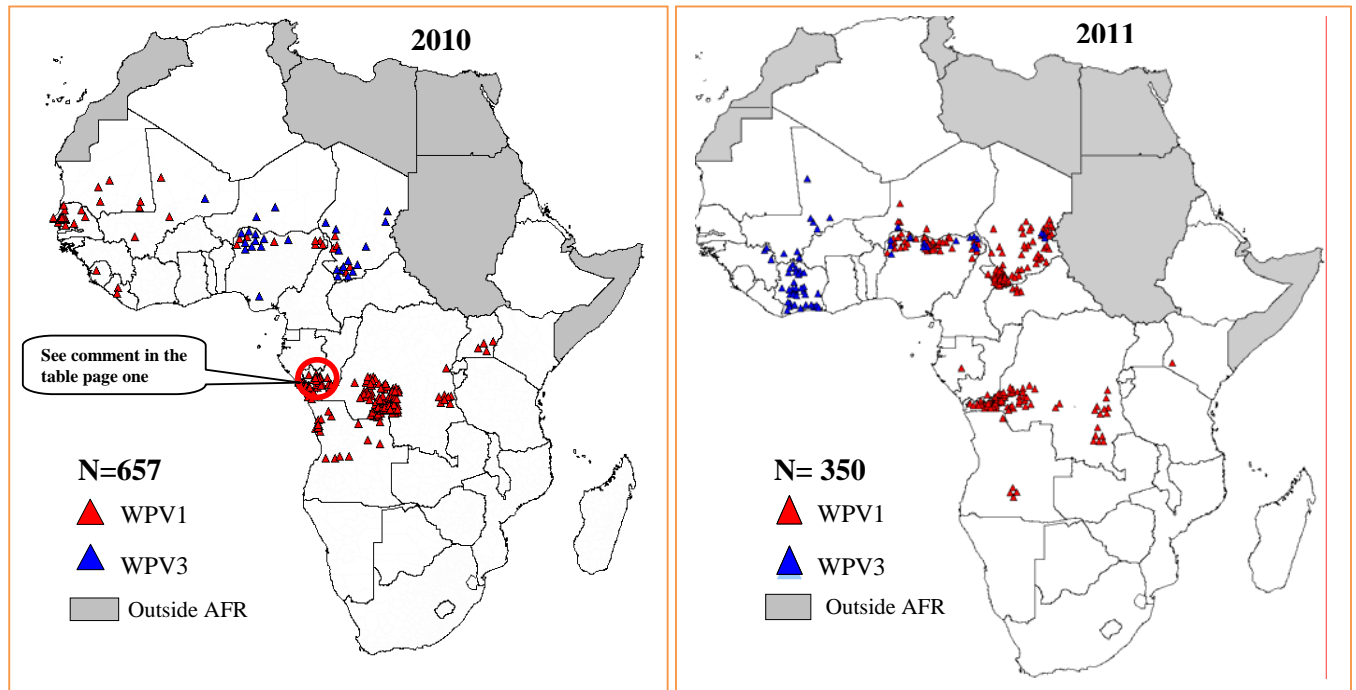 2010
See comment in the
table page one
N=657
WPV1
WPV3
Outside AFR
2011
N= 350
WPV1
WPV3
Outside AFR